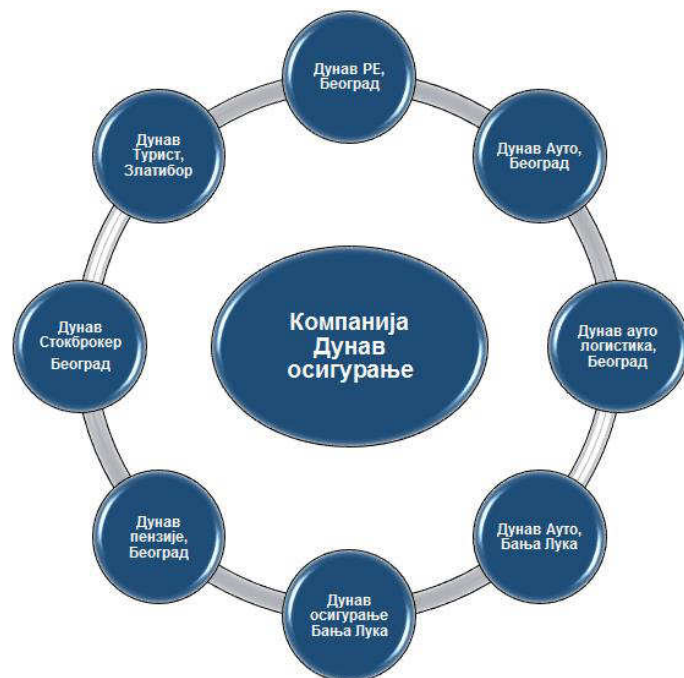 Дунав РЕ,
Београд
Дунав Ауто,
Београд
Дунав ауто
логистика,
Београд
Дунав Ауто,
Бања Лука
Дунав
осигурање
Бања Лука
Дунав
пензије,
Београд
Дунав
Стокброкер
Београд
Дунав
Турист,
Златибор
Компанија
Дунав
осигурање